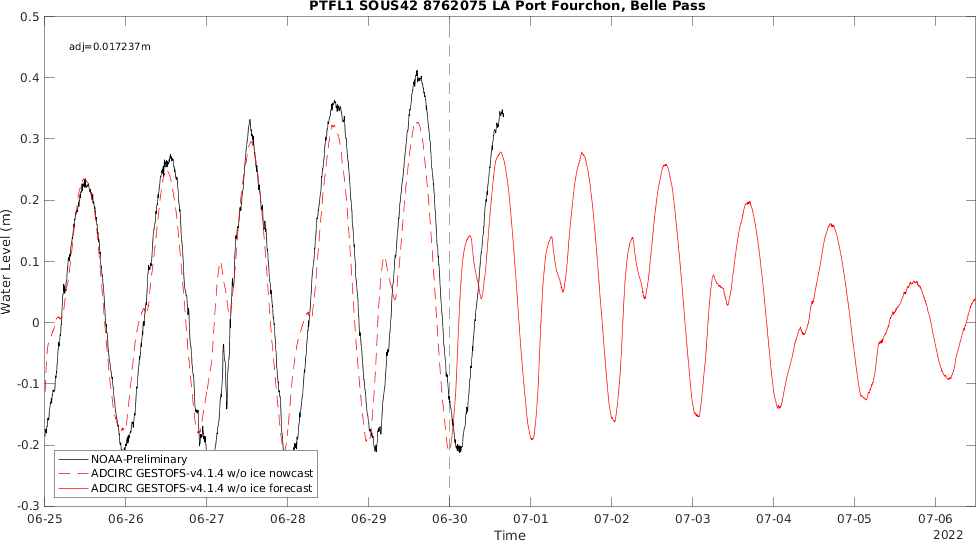 PTFL1 SOUS42 8762075 LA Port Fourchon, Belle Pass
adj=0.017237m
0.5
0.4
0.3
0.2
0.1
0
-0.1
-0.2
-0.3
Water Level (m)
NOAA-Preliminary
ADCIRC GESTOFS-v4.1.4 w/o ice nowcast
ADCIRC GESTOFS-v4.1.4 w/o ice forecast
06-25 06-26 06-27 06-28 06-29 06-30 07-01 07-02 07-03 07-04 07-05 07-06
Time
2022